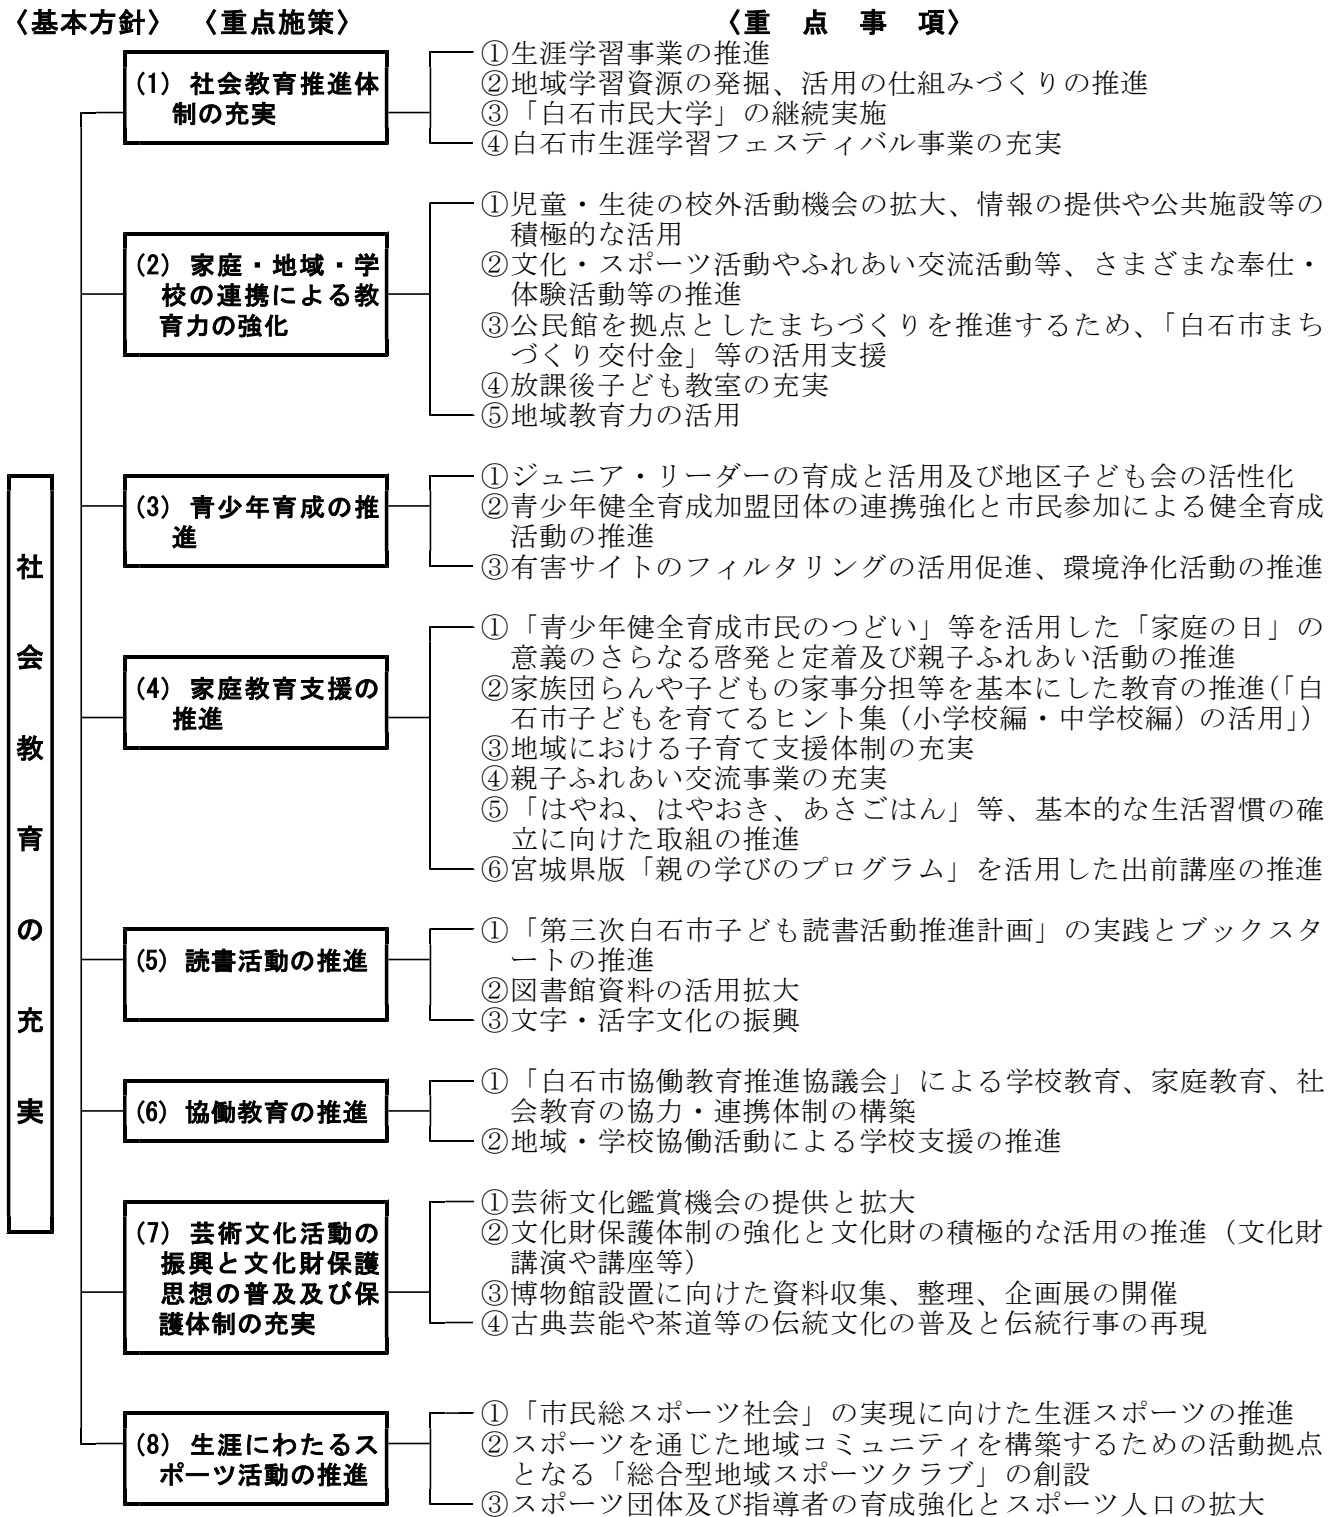 〈基本方針〉 〈重点施策〉 〈重 点 事 項〉
社会教育の充実
(1) 社会教育推進体
制の充実
①生涯学習事業の推進
②地域学習資源の発掘、活用の仕組みづくりの推進
③「白石市民大学」の継続実施
④白石市生涯学習フェスティバル事業の充実
(2) 家庭・地域・学
校の連携による教
育力の強化
①児童・生徒の校外活動機会の拡大、情報の提供や公共施設等の
積極的な活用
②文化・スポーツ活動やふれあい交流活動等、さまざまな奉仕・
体験活動等の推進
③公民館を拠点としたまちづくりを推進するため、「白石市まち
づくり交付金」等の活用支援
④放課後子ども教室の充実
⑤地域教育力の活用
(3) 青少年育成の推
進
①ジュニア・リーダーの育成と活用及び地区子ども会の活性化
②青少年健全育成加盟団体の連携強化と市民参加による健全育成
活動の推進
③有害サイトのフィルタリングの活用促進、環境浄化活動の推進
(4) 家庭教育支援の
推進
①「青少年健全育成市民のつどい」等を活用した「家庭の日」の
意義のさらなる啓発と定着及び親子ふれあい活動の推進
②家族団らんや子どもの家事分担等を基本にした教育の推進(「白
石市子どもを育てるヒント集（小学校編・中学校編）の活用」)
③地域における子育て支援体制の充実
④親子ふれあい交流事業の充実
⑤「はやね、はやおき、あさごはん」等、基本的な生活習慣の確
立に向けた取組の推進
⑥宮城県版「親の学びのプログラム」を活用した出前講座の推進
(5) 読書活動の推進
①「第三次白石市子ども読書活動推進計画」の実践とブックスタ
ートの推進
②図書館資料の活用拡大
③文字・活字文化の振興
(6) 協働教育の推進
①「白石市協働教育推進協議会」による学校教育、家庭教育、社
会教育の協力・連携体制の構築
②地域・学校協働活動による学校支援の推進
(7) 芸術文化活動の
振興と文化財保護
思想の普及及び保
護体制の充実
①芸術文化鑑賞機会の提供と拡大
②文化財保護体制の強化と文化財の積極的な活用の推進（文化財
講演や講座等）
③博物館設置に向けた資料収集、整理、企画展の開催
④古典芸能や茶道等の伝統文化の普及と伝統行事の再現
(8) 生涯にわたるス
ポーツ活動の推進
①「市民総スポーツ社会」の実現に向けた生涯スポーツの推進
②スポーツを通じた地域コミュニティを構築するための活動拠点
となる「総合型地域スポーツクラブ」の創設
③スポーツ団体及び指導者の育成強化とスポーツ人口の拡大